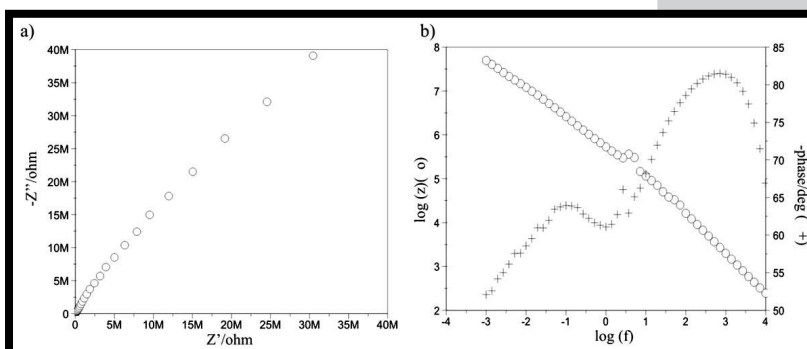 a)
40M
35M
30M
25M
20M
15M
10M
5M
0
-Z''/ohm
0
5M
10M
15M
20M
25M
30M
35M
40M
Z'/ohm
b)
8
7
6
5
4
3
2
log (z)( o)
85
80
75
70
65
60
55
50
-phase/deg ( +)
-4
-3
-2
-1
0
1
2
3
4
log (f)